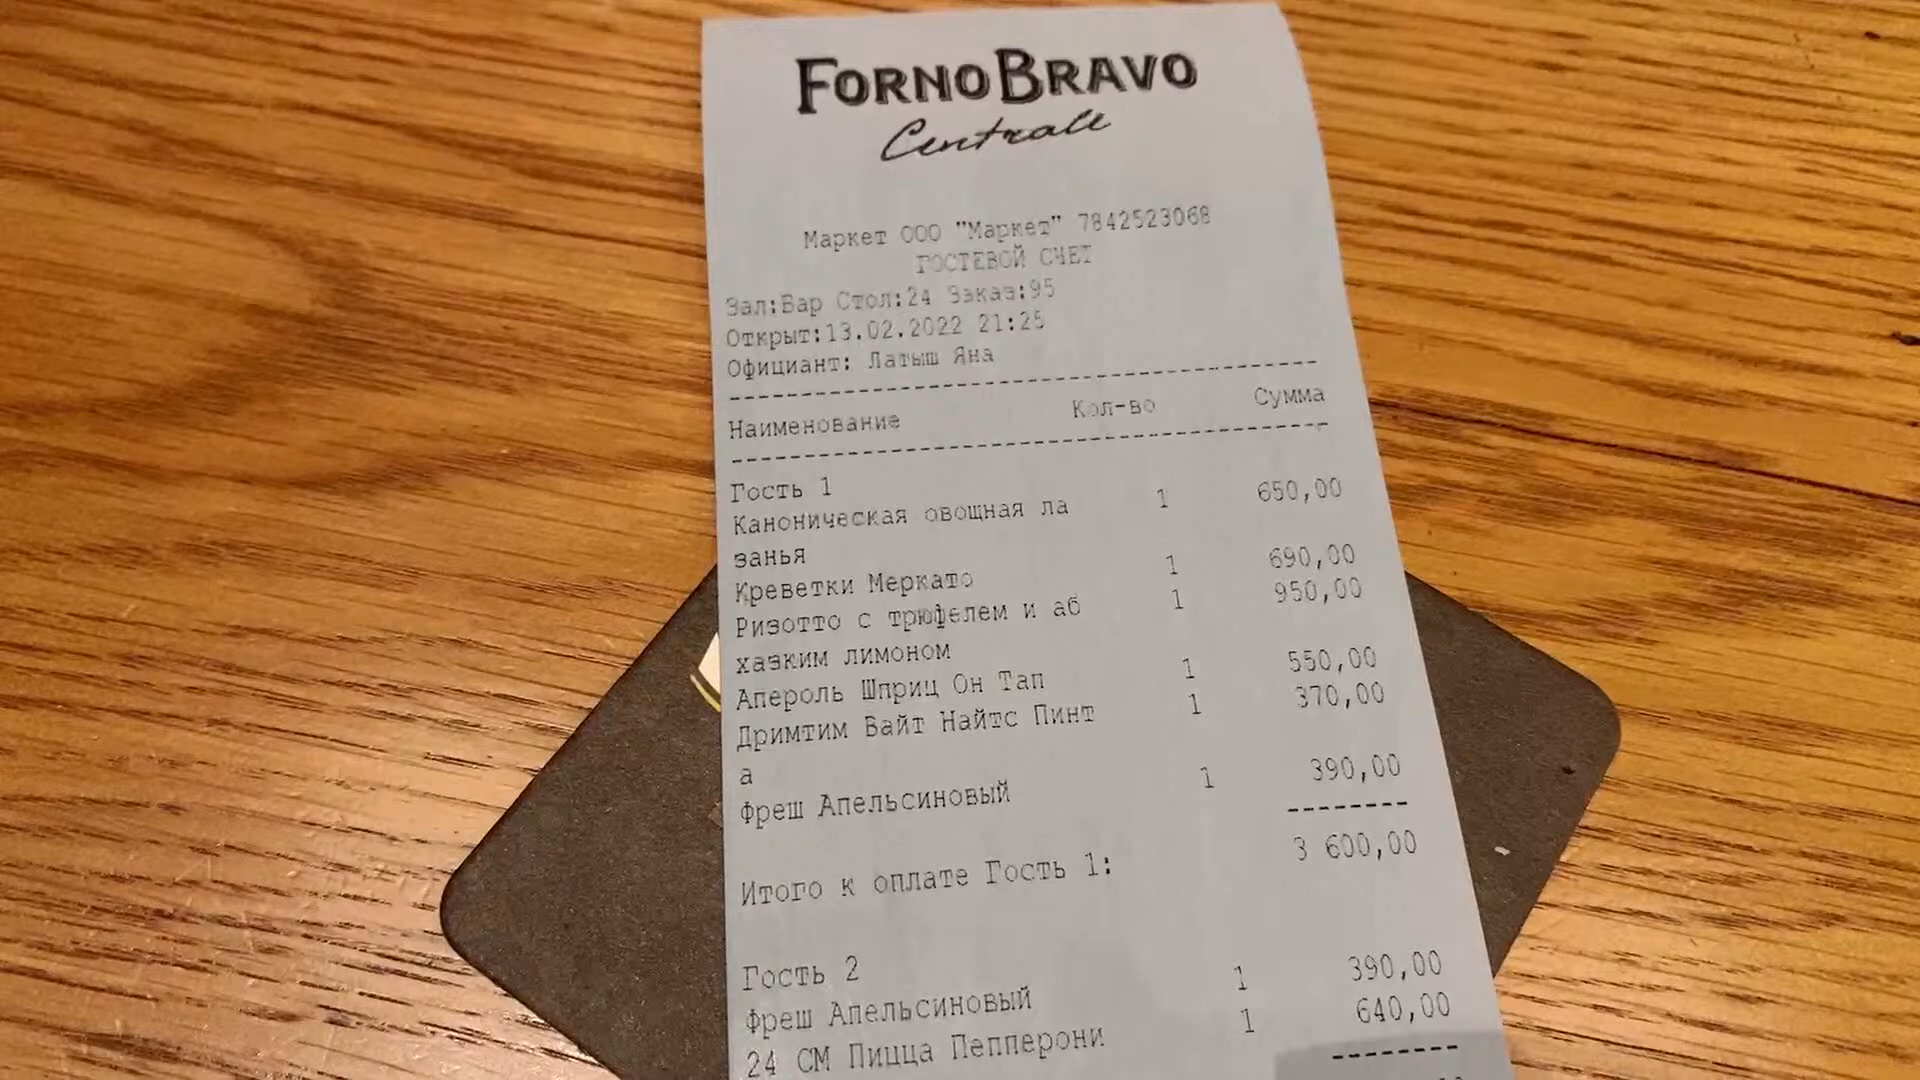 FORNO BRAVO
Centrale
Маркет ООО "Маркет" 7842523068
ГОСТЕВОЙ СЧЕТ
Зал:Бар Стол:24 Заказ:95
Открыт:13.02.2022 21:25
Официант: Латыш Яна
Наименование Кол-во Сумма
Гость 1
Каноническая овощная ла 1 650,00
занья
Креветки Меркато 1 690,00
Ризотто с трюфелем и аб 1 950,00
хазким лимоном
Апероль Шприц Он Тап 1 550,00
Дримтим Вайт Найтс Пинт 1 370,00
а
Фреш Апельсиновый 1 390,00
Итого к оплате Гость 1: 3 600,00
Гость 2
Фреш Апельсиновый 1 390,00
24 СМ Пицца Пепперони 1 640,00